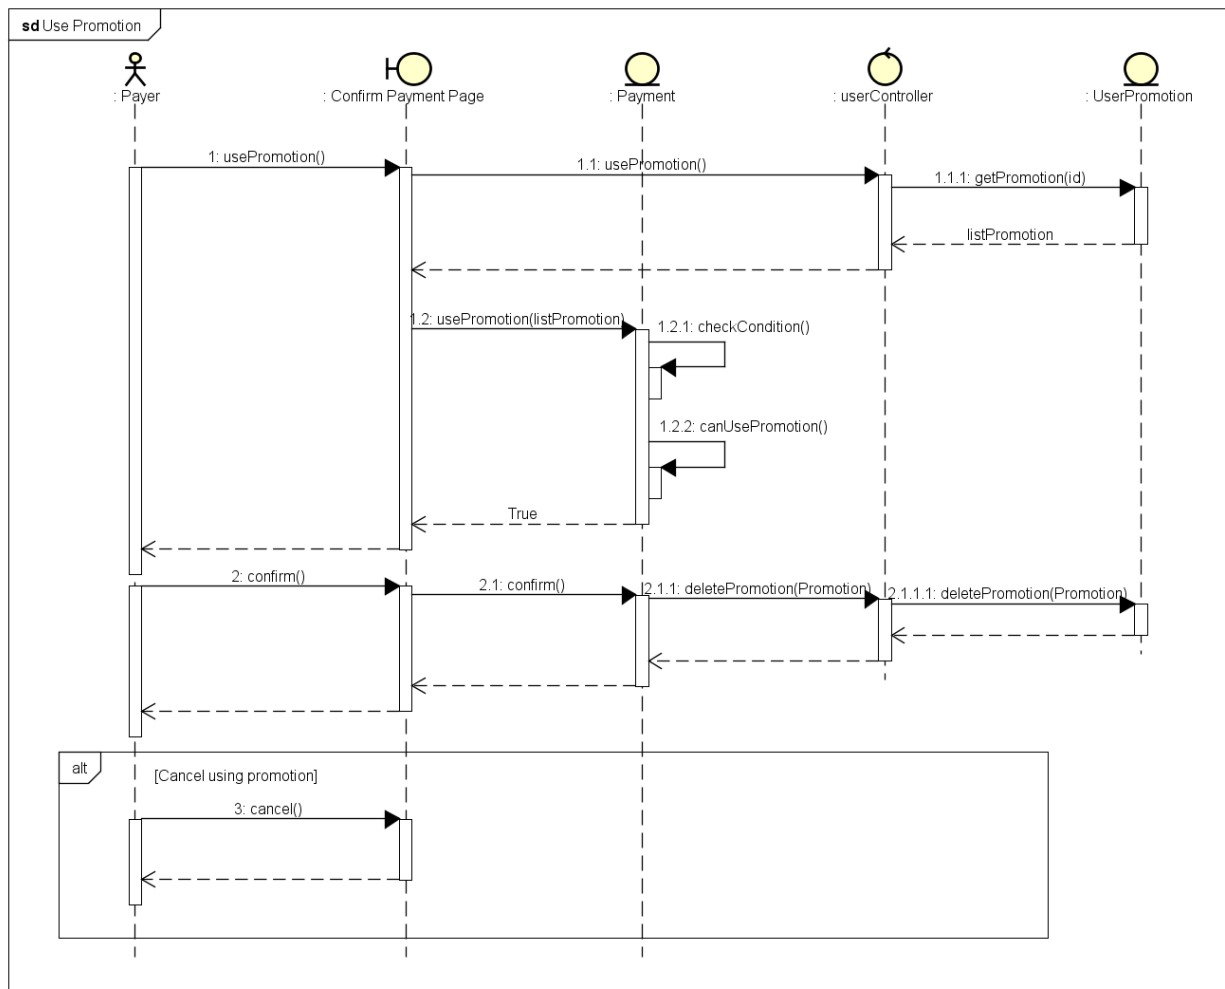 sd Use Promotion
: Payer
: Confirm Payment Page
: Payment
: userController
: UserPromotion
1: usePromotion()
1.1: usePromotion()
1.1.1: getPromotion(id)
listPromotion
1.2: usePromotion(listPromotion)
1.2.1: checkCondition()
1.2.2: canUsePromotion()
True
2: confirm()
2.1: confirm()
2.1.1: deletePromotion(Promotion)
2.1.1.1: deletePromotion(Promotion)
alt
[Cancel using promotion]
3: cancel()